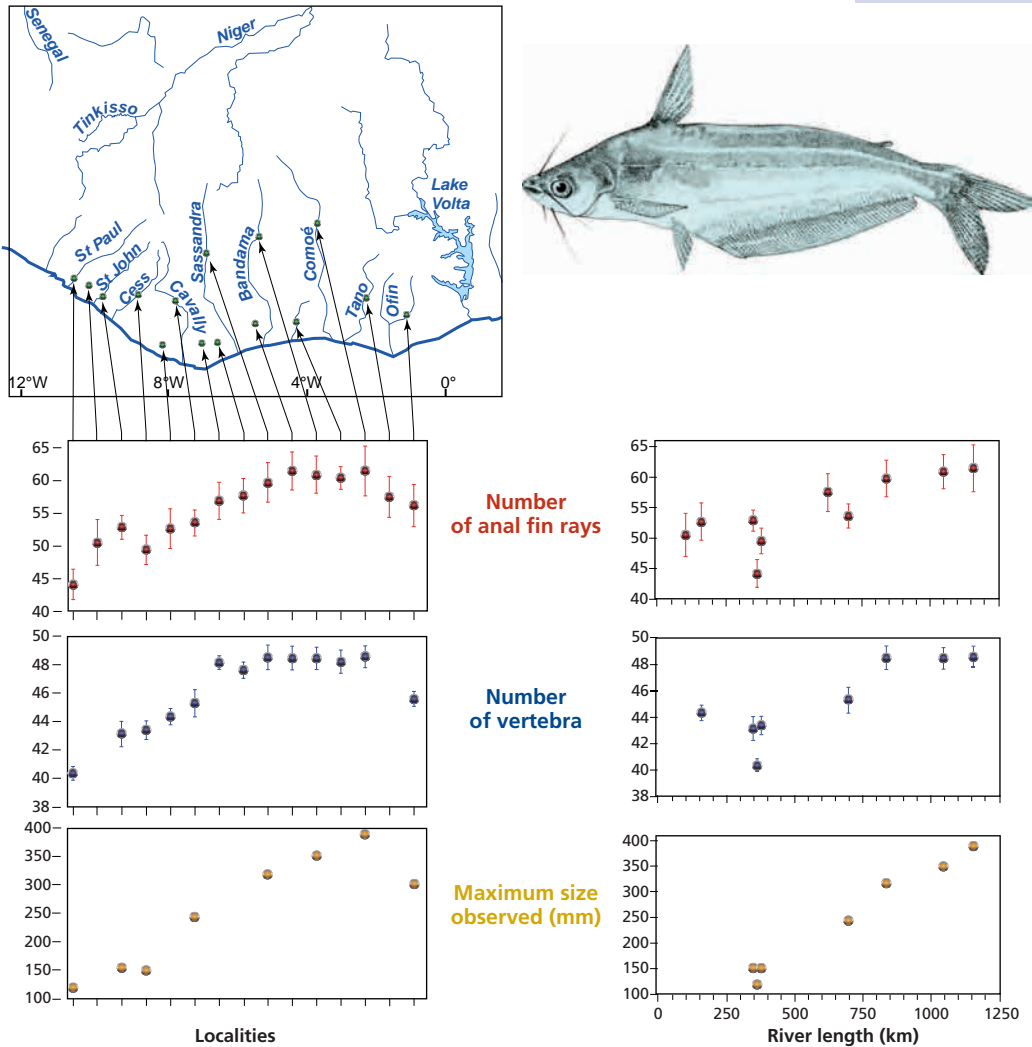 Senegal
Niger
Tinkisso
Lake
Volta
St Paul
St John
Cess
Cavally
Sassandra
Bandama
Comoé
Tano
Ofin
12°W
8°W
4°W
0°
65
60
55
50
45
40
Number
of anal fin rays
65
60
55
50
45
40
50
48
46
44
42
40
38
Number
of vertebra
50
48
46
44
42
40
38
400
350
300
250
200
150
100
Maximum size
observed (mm)
400
350
300
250
200
150
100
0
250
500
750
1000
1250
Localities
River length (km)